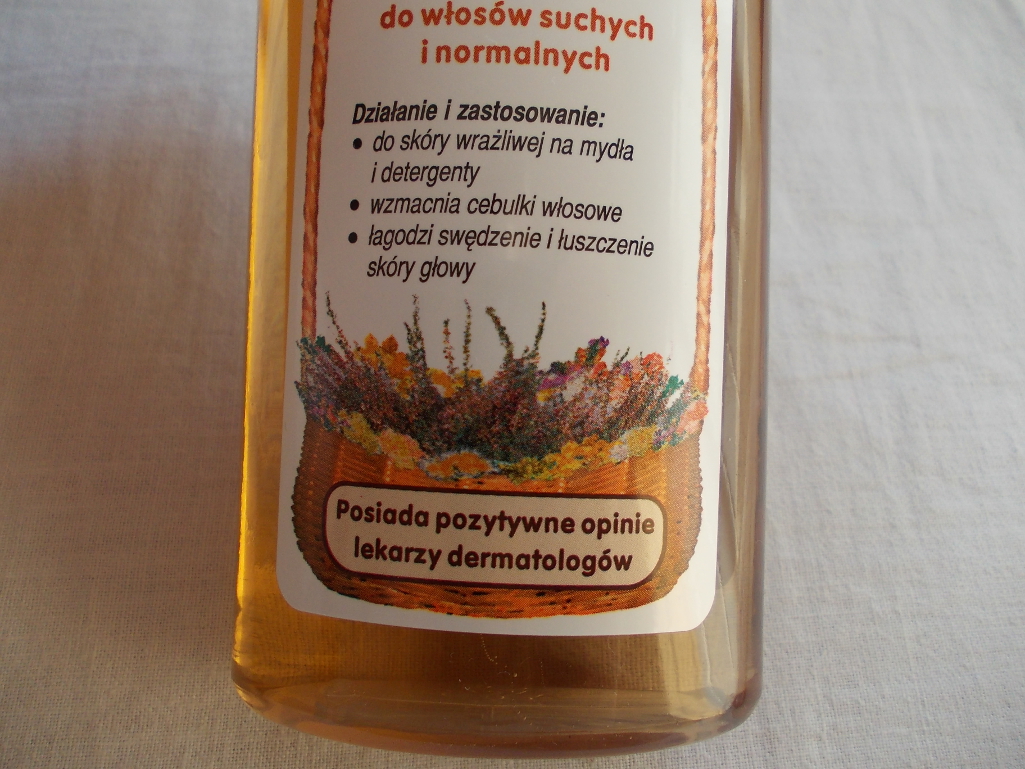 do włosów suchych
i normalnych
Działanie i zastosowanie:
• do skóry wrażliwej na mydła
i detergenty
• wzmacnia cebulki włosowe
• łagodzi swędzenie i łuszczenie
skóry głowy
Posiada pozytywne opinie
lekarzy dermatologów